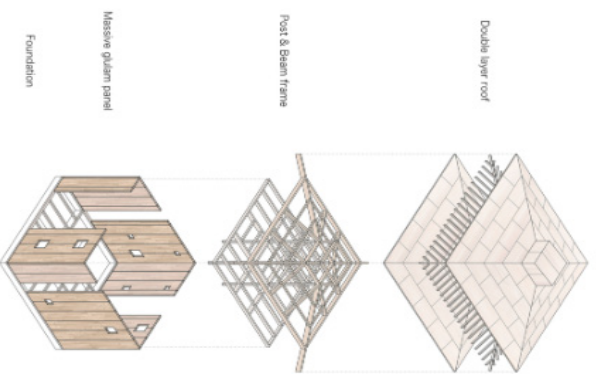 Double layer roof
Post & Beam frame
Massive glulam panel
Foundation